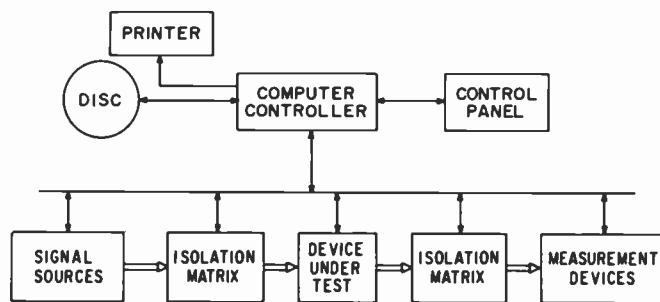 PRINTER
DISC
COMPUTER
CONTROLLER
CONTROL
PANEL
SIGNAL
SOURCES
ISOLATION
MATRIX
DEVICE
UNDER
TEST
ISOLATION
MATRIX
MEASUREMENT
DEVICES